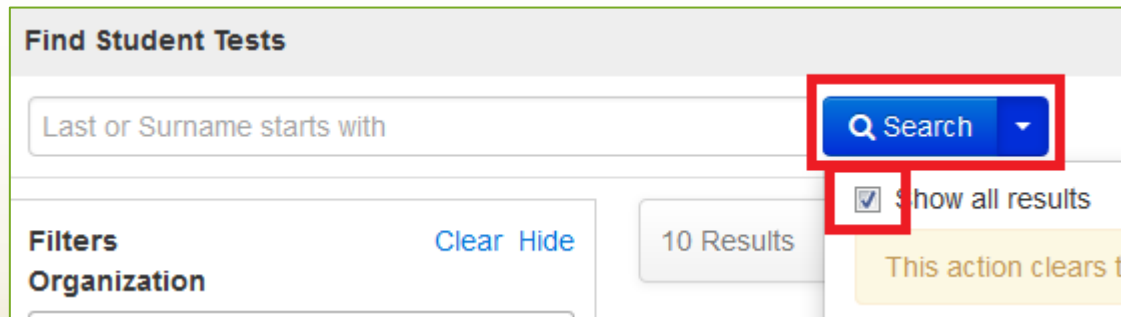 Find Student Tests
Last or Surname starts with
Search
Show all results
Filters
Clear Hide
10 Results
This action clears t
Organization